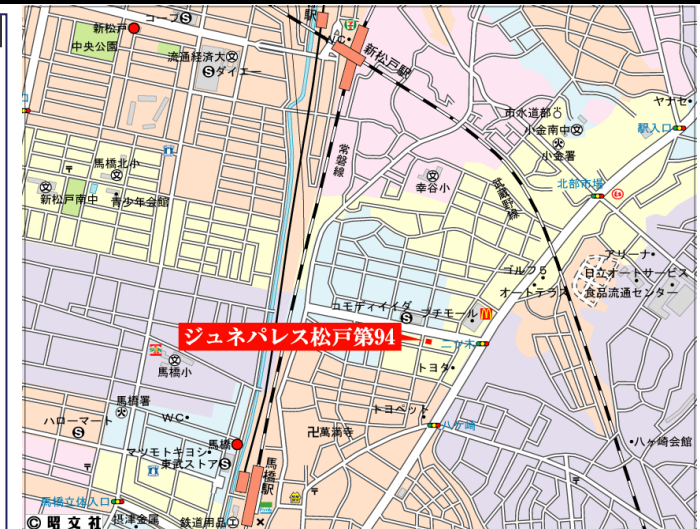 コープ
駅
新松戸
中央公園
流通経済大
ダイエー
新松戸駅
ヤナセ
市水道部
小金南中
駅入口
小金署
常磐線
馬橋北小
幸谷小
武蔵野線
北部市場
新松戸南中
青少年会館
アリーナ
ゴルフ5
日立オートサービス
オートテラス
食品流通センター
コモディイイダ
プチモール
ジュネパレス松戸第94
二ツ木
馬橋小
トヨタ
馬橋署
トヨペット
ハローマート
WC
八ケ崎
馬橋
卍萬満寺
マツモトキヨシ
八ヶ崎会館
東武ストア
馬橋駅
馬橋立体入口
©昭文社
摂津金属
鉄道用品